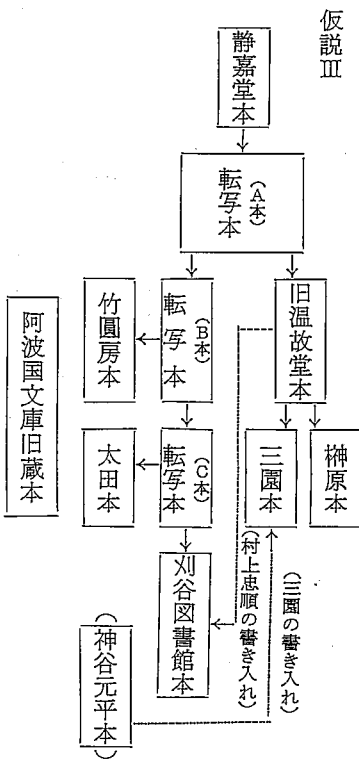 仮説Ⅲ
静嘉堂本
(A本)
転写本
旧温故堂本
榊原本
三園本
(三園の書き入れ)
(村上忠順の書き入れ)
(B本)
転写本
(C本)
転写本
刈谷図書館本
竹圓房本
太田本
(神谷元平本)
阿波国文庫旧蔵本